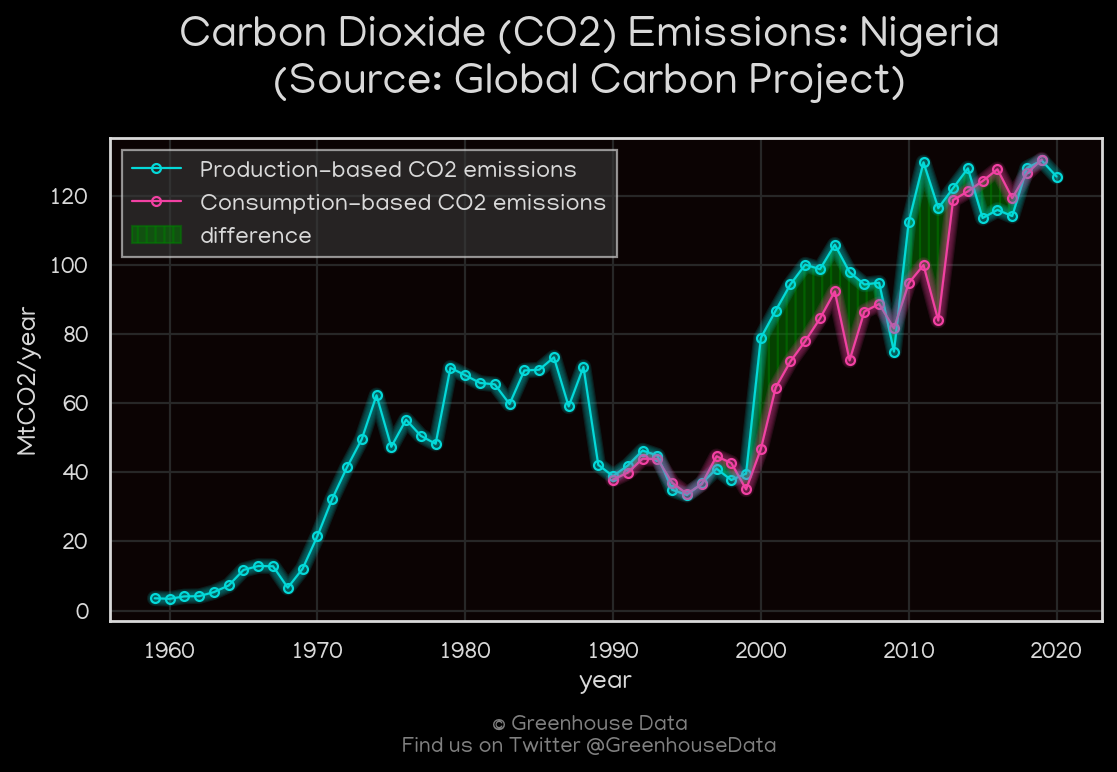 Carbon Dioxide (CO2) Emissions: Nigeria
(Source: Global Carbon Project)
Production-based CO2 emissions
Consumption-based CO2 emissions
difference
MtCO2/year
120
100
80
60
40
20
0
1960 1970 1980 1990 2000 2010 2020
year
© Greenhouse Data
Find us on Twitter @GreenhouseData